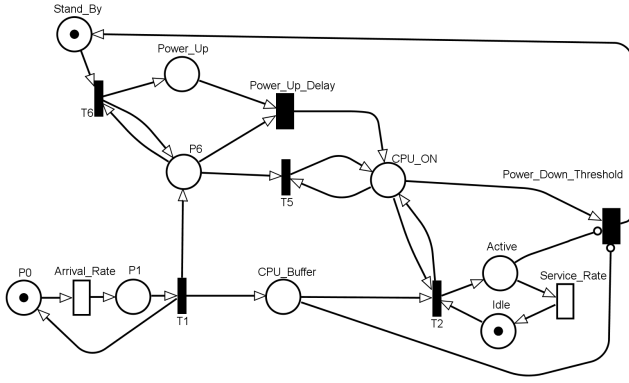 Stand_By
Power_Up
Power_Up_Delay
T6
P6
CPU_ON
T5
Power_Down_Threshold
P0
Arrival_Rate
P1
CPU_Buffer
Active
Service_Rate
Idle
T1
T2